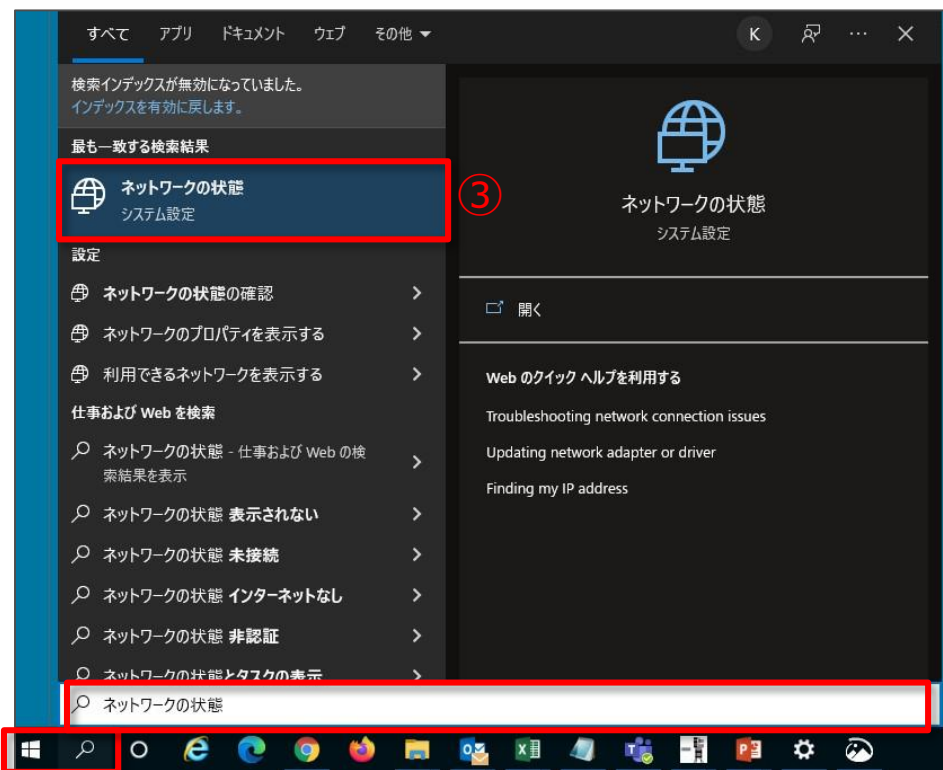 すべて アプリ ドキュメント ウェブ その他 K
検索インデックスが無効になっていました。
インデックスを有効に戻します。
最も一致する検索結果
ネットワークの状態
システム設定
③
ネットワークの状態
システム設定
設定
ネットワークの状態の確認
ネットワークのプロパティを表示する
利用できるネットワークを表示する
開く
仕事および Web を検索
ネットワークの状態 - 仕事および Web の検
索結果を表示
ネットワークの状態 表示されない
ネットワークの状態 未接続
ネットワークの状態 インターネットなし
ネットワークの状態 非認証
ネットワークの状態とタスクの表示
Web のクイック ヘルプを利用する
Troubleshooting network connection issues
Updating network adapter or driver
Finding my IP address
ネットワークの状態